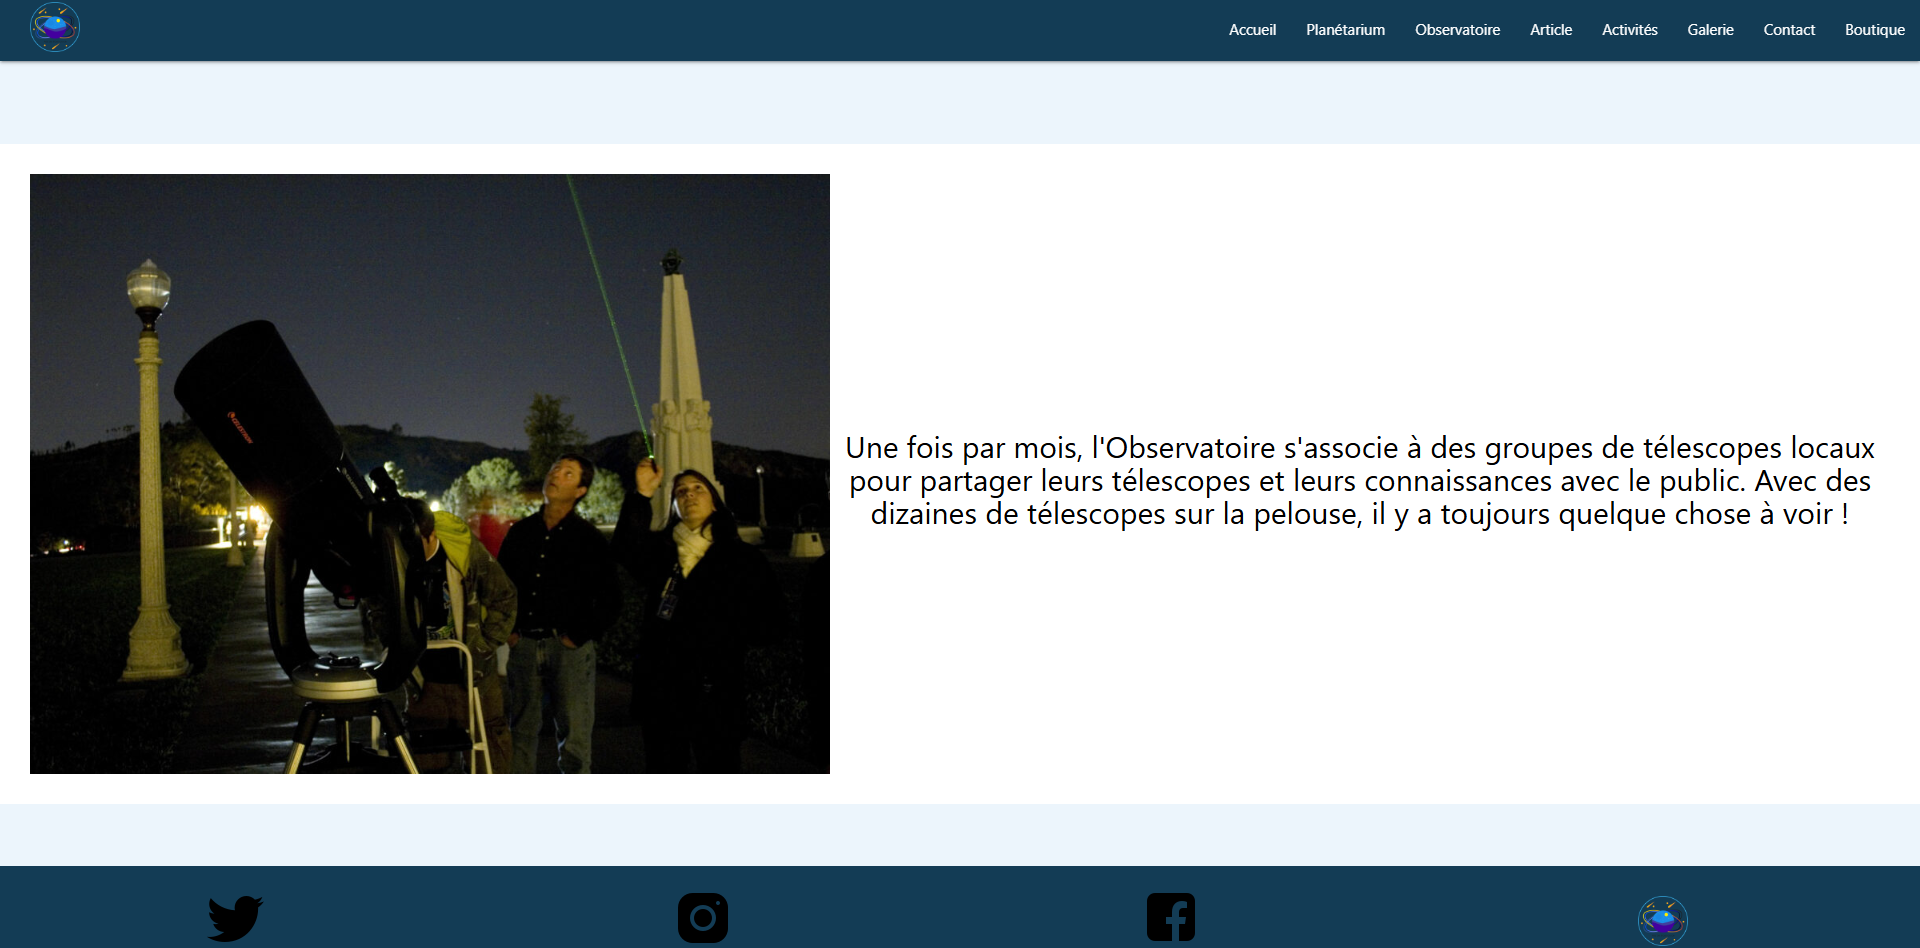 Accueil Planétarium Observatoire Article Activités Galerie Contact Boutique
CELESTRON
Une fois par mois, l'Observatoire s'associe à des groupes de télescopes locaux
pour partager leurs télescopes et leurs connaissances avec le public. Avec des
dizaines de télescopes sur la pelouse, il y a toujours quelque chose à voir !